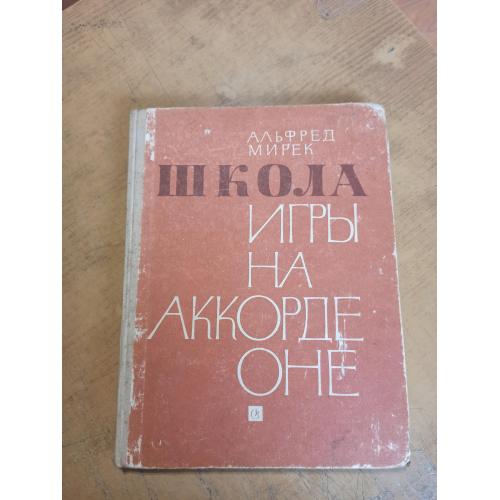 АЛЬФРЕД
МИРЕК
ШКОЛА
ИГРЫ
НА
АККОРДЕ
ОНЕ